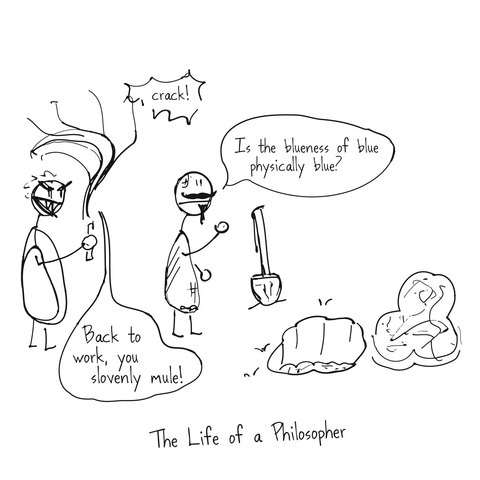 crack!
Is the blueness of blue
physically blue?
Back to
work, you
slovenly mule!
The Life of a Philosopher